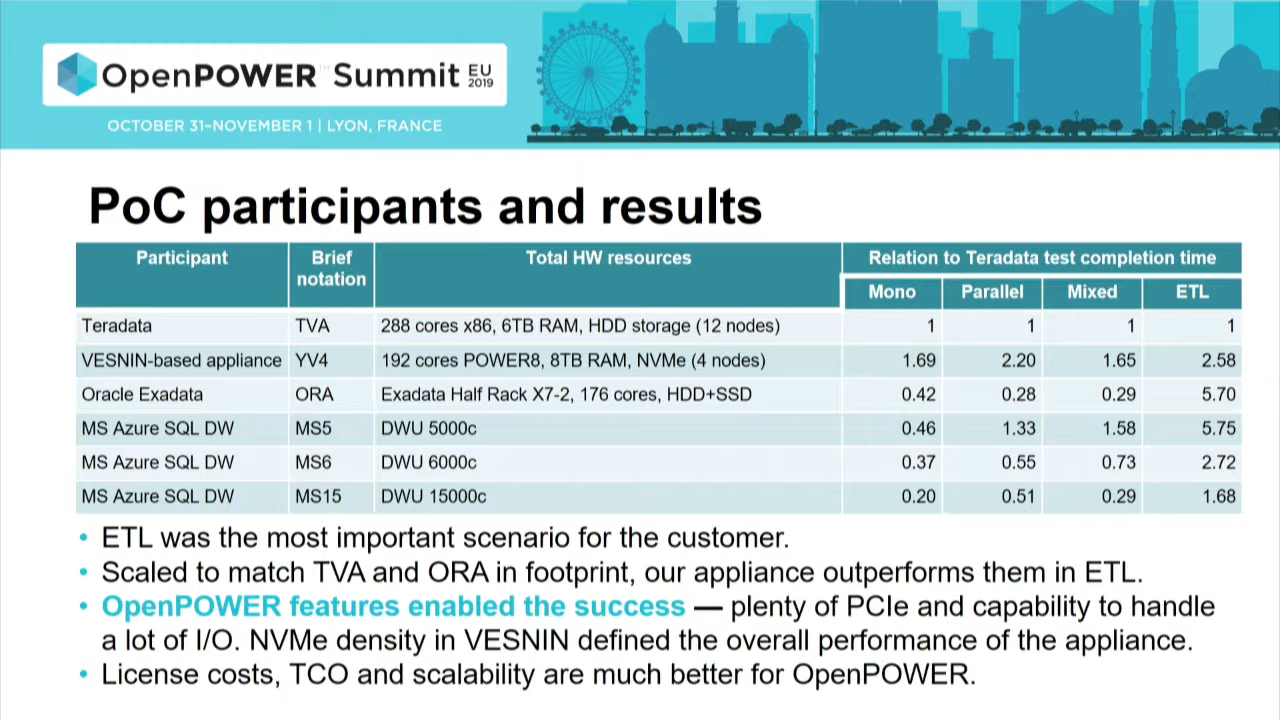 OpenPOWER™ Summit EU 2019
OCTOBER 31–NOVEMBER 1 | LYON, FRANCE
PoC participants and results
Participant Brief notation Total HW resources Relation to Teradata test completion time
Mono Parallel Mixed ETL
Teradata TVA 288 cores x86, 6TB RAM, HDD storage (12 nodes) 1 1 1 1
VESNIN-based appliance YV4 192 cores POWER8, 8TB RAM, NVMe (4 nodes) 1.69 2.20 1.65 2.58
Oracle Exadata ORA Exadata Half Rack X7-2, 176 cores, HDD+SSD 0.42 0.28 0.29 5.70
MS Azure SQL DW MS5 DWU 5000c 0.46 1.33 1.58 5.75
MS Azure SQL DW MS6 DWU 6000c 0.37 0.55 0.73 2.72
MS Azure SQL DW MS15 DWU 15000c 0.20 0.51 0.29 1.68
• ETL was the most important scenario for the customer.
• Scaled to match TVA and ORA in footprint, our appliance outperforms them in ETL.
• OpenPOWER features enabled the success — plenty of PCIe and capability to handle
a lot of I/O. NVMe density in VESNIN defined the overall performance of the appliance.
• License costs, TCO and scalability are much better for OpenPOWER.